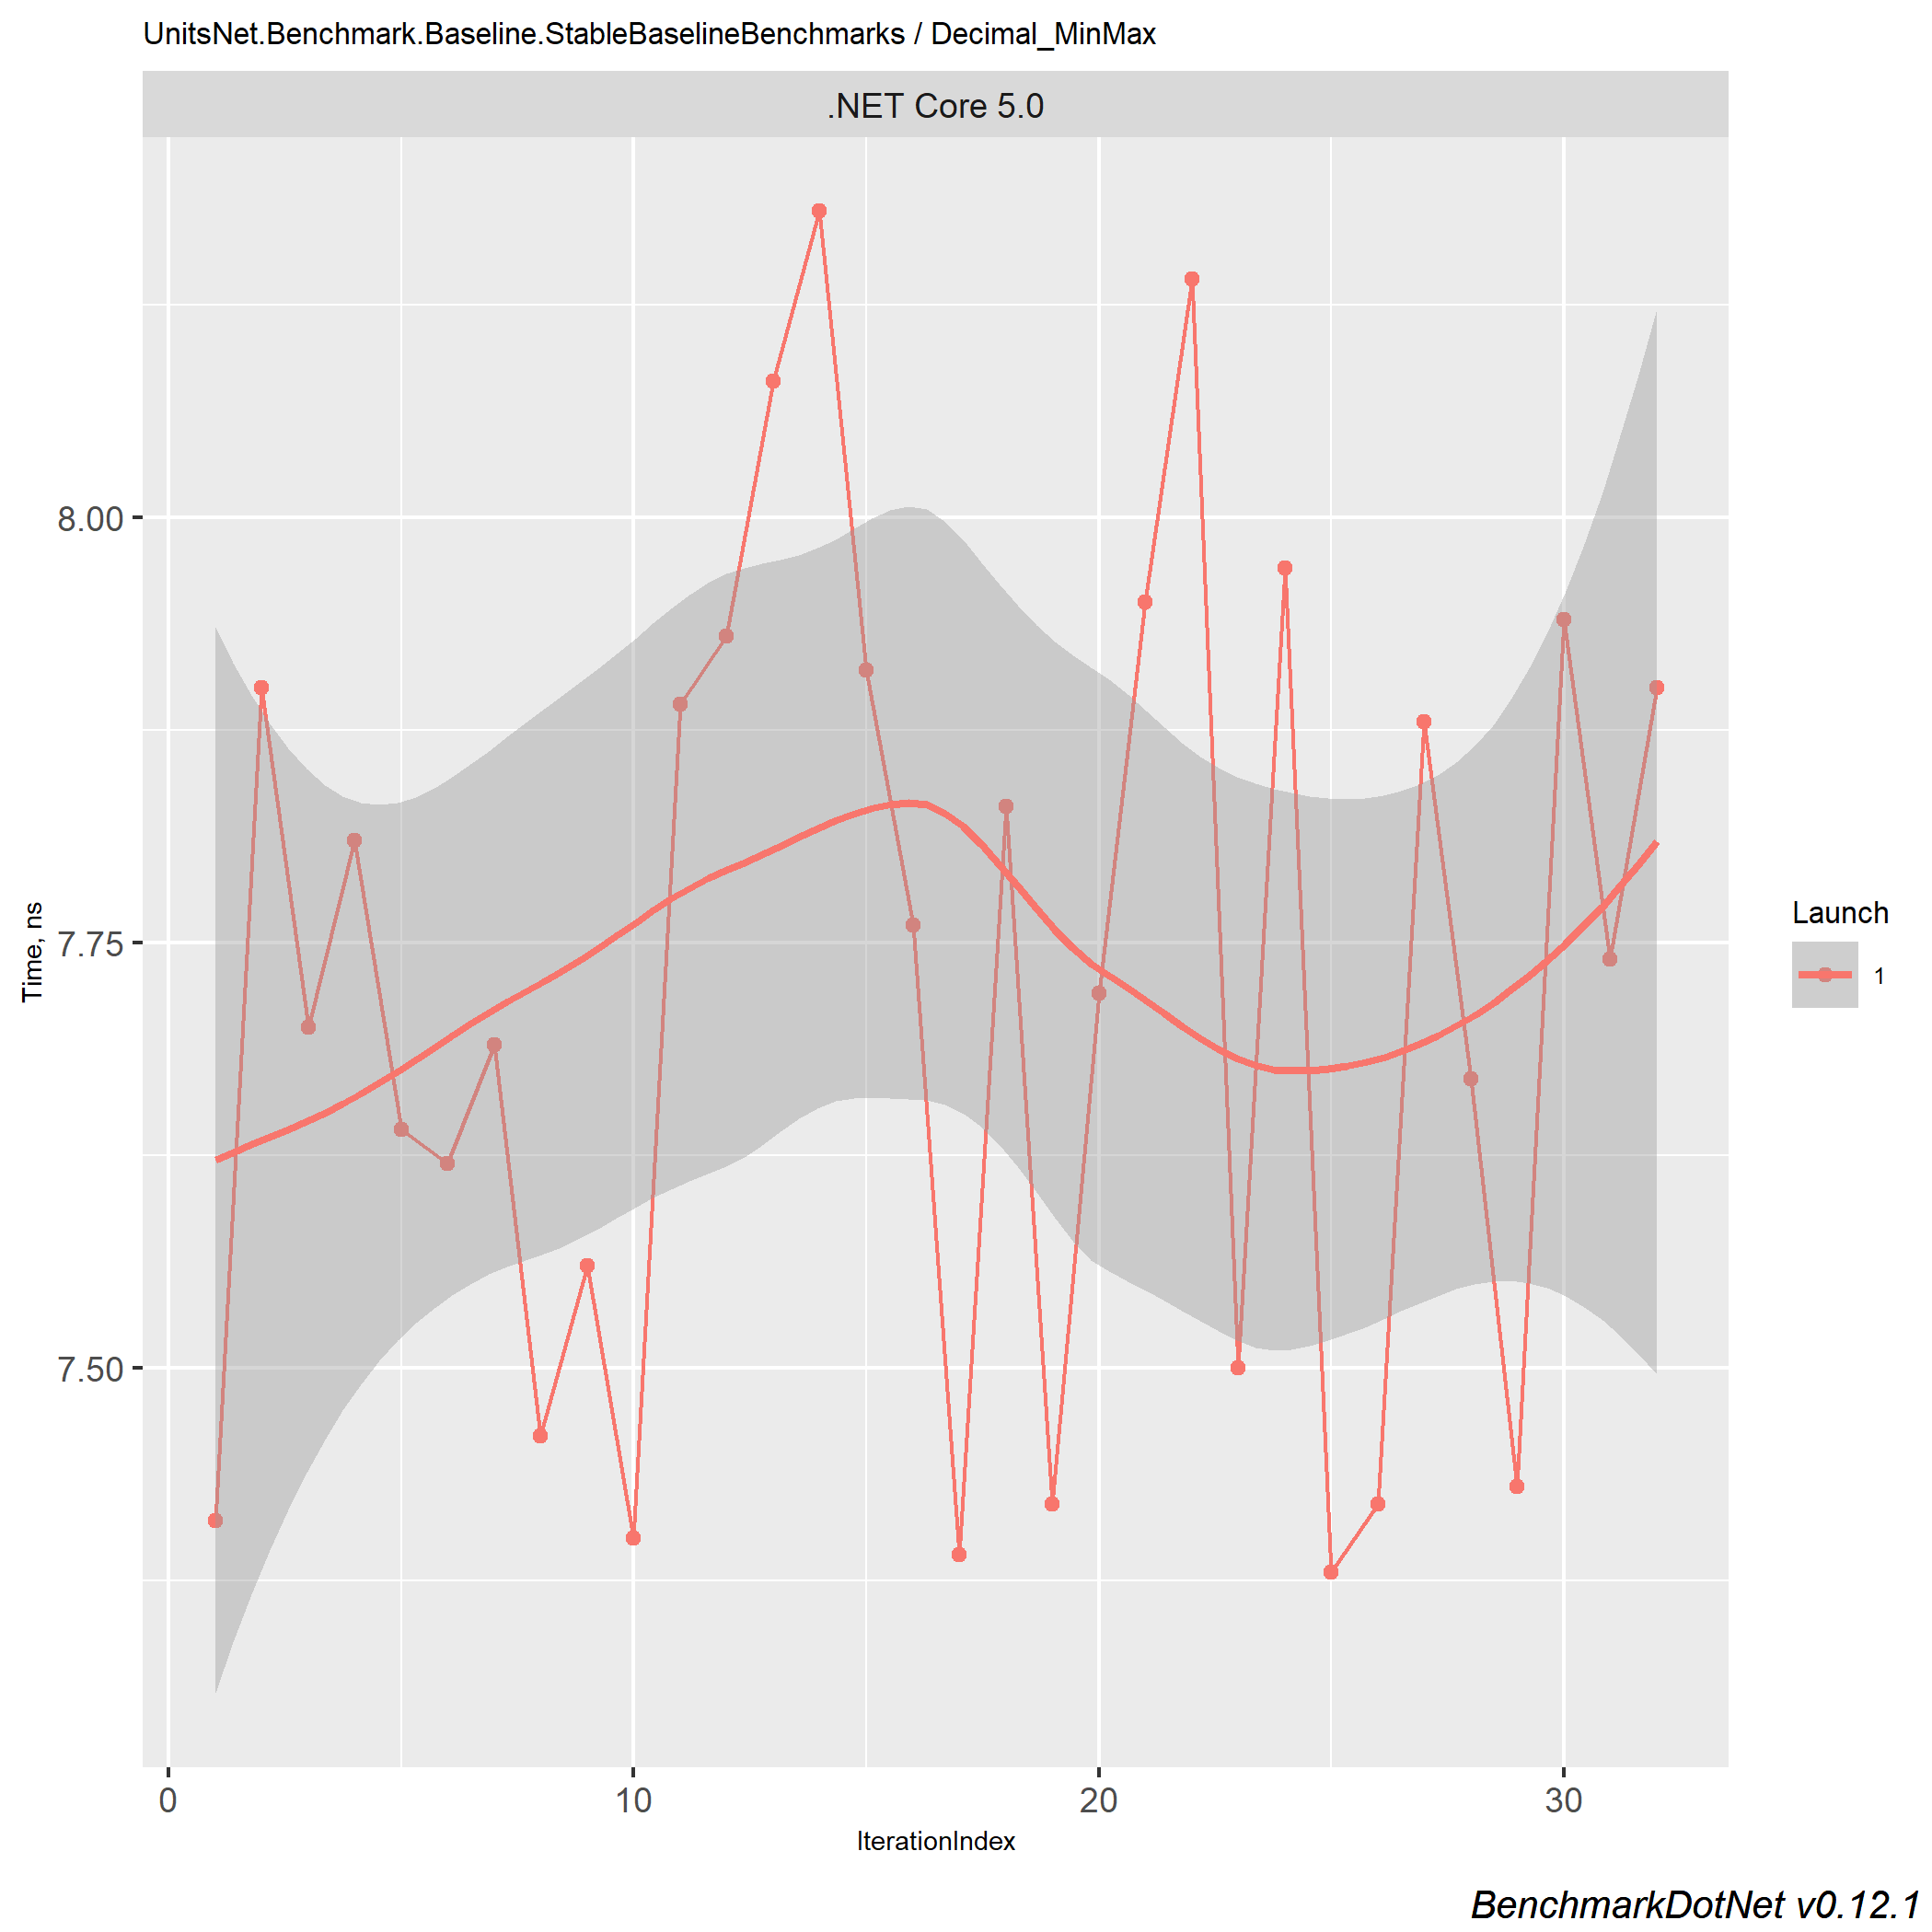 UnitsNet.Benchmark.Baseline.StableBaselineBenchmarks / Decimal_MinMax
.NET Core 5.0
8.00
7.75
7.50
Time, ns
0 10 20 30
IterationIndex
Launch
1
BenchmarkDotNet v0.12.1